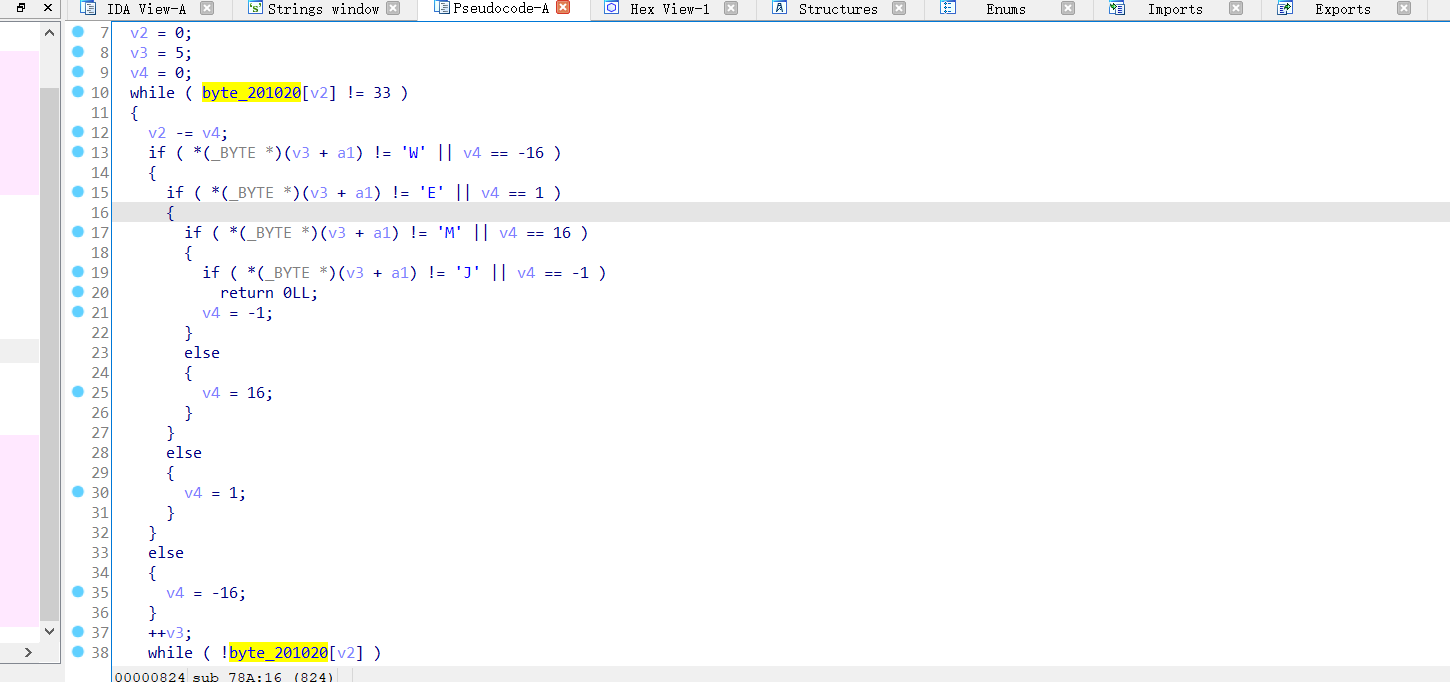 IDA View-A Strings window Pseudocode-A Hex View-1 Structures Enums Imports Exports
7 v2 = 0;
8 v3 = 5;
9 v4 = 0;
10 while ( byte_201020[v2] != 33 )
11 {
12 v2 -= v4;
13 if ( *(_BYTE *)(v3 + a1) != 'W' || v4 == -16 )
14 {
15 if ( *(_BYTE *)(v3 + a1) != 'E' || v4 == 1 )
16 {
17 if ( *(_BYTE *)(v3 + a1) != 'M' || v4 == 16 )
18 {
19 if ( *(_BYTE *)(v3 + a1) != 'J' || v4 == -1 )
20 return 0LL;
21 v4 = -1;
22 }
23 else
24 {
25 v4 = 16;
26 }
27 }
28 else
29 {
30 v4 = 1;
31 }
32 }
33 else
34 {
35 v4 = -16;
36 }
37 ++v3;
38 while ( !byte_201020[v2] )
00000824 sub_78A:16 (824)